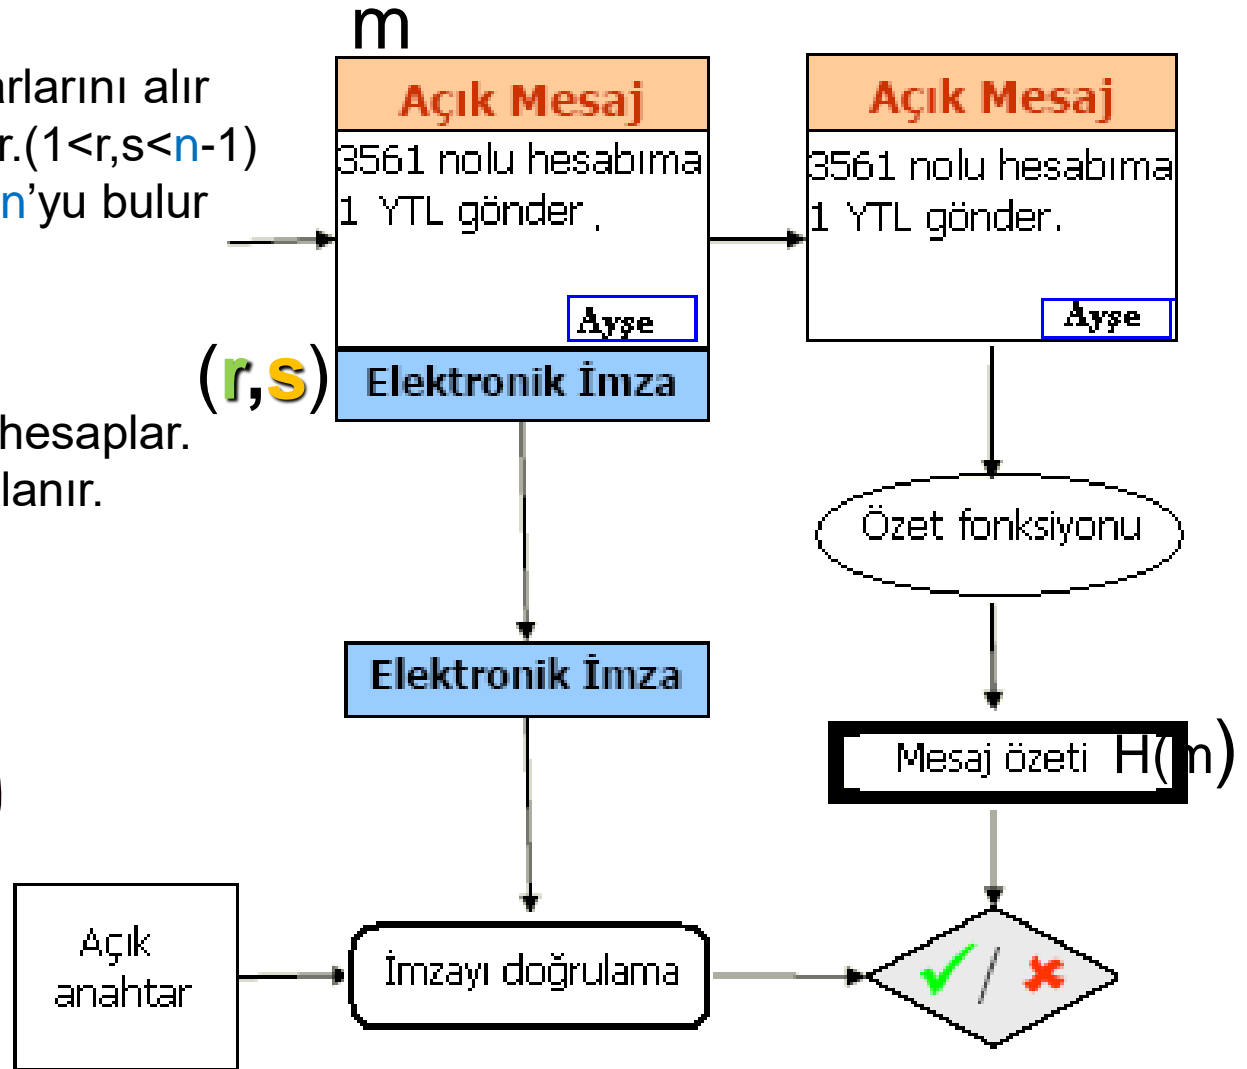 m
arlarını alır
r.(1<r,s<n-1)
n'yu bulur
Açık Mesaj
3561 nolu hesabıma
1 YTL gönder .
Ayşe
(r,s)
Elektronik İmza
Açık Mesaj
3561 nolu hesabıma
1 YTL gönder.
Ayşe
hesaplar.
lanır.
Özet fonksiyonu
Elektronik İmza
Mesaj özeti H(m)
)
Açık
anahtar
İmzayı doğrulama
✓/✗